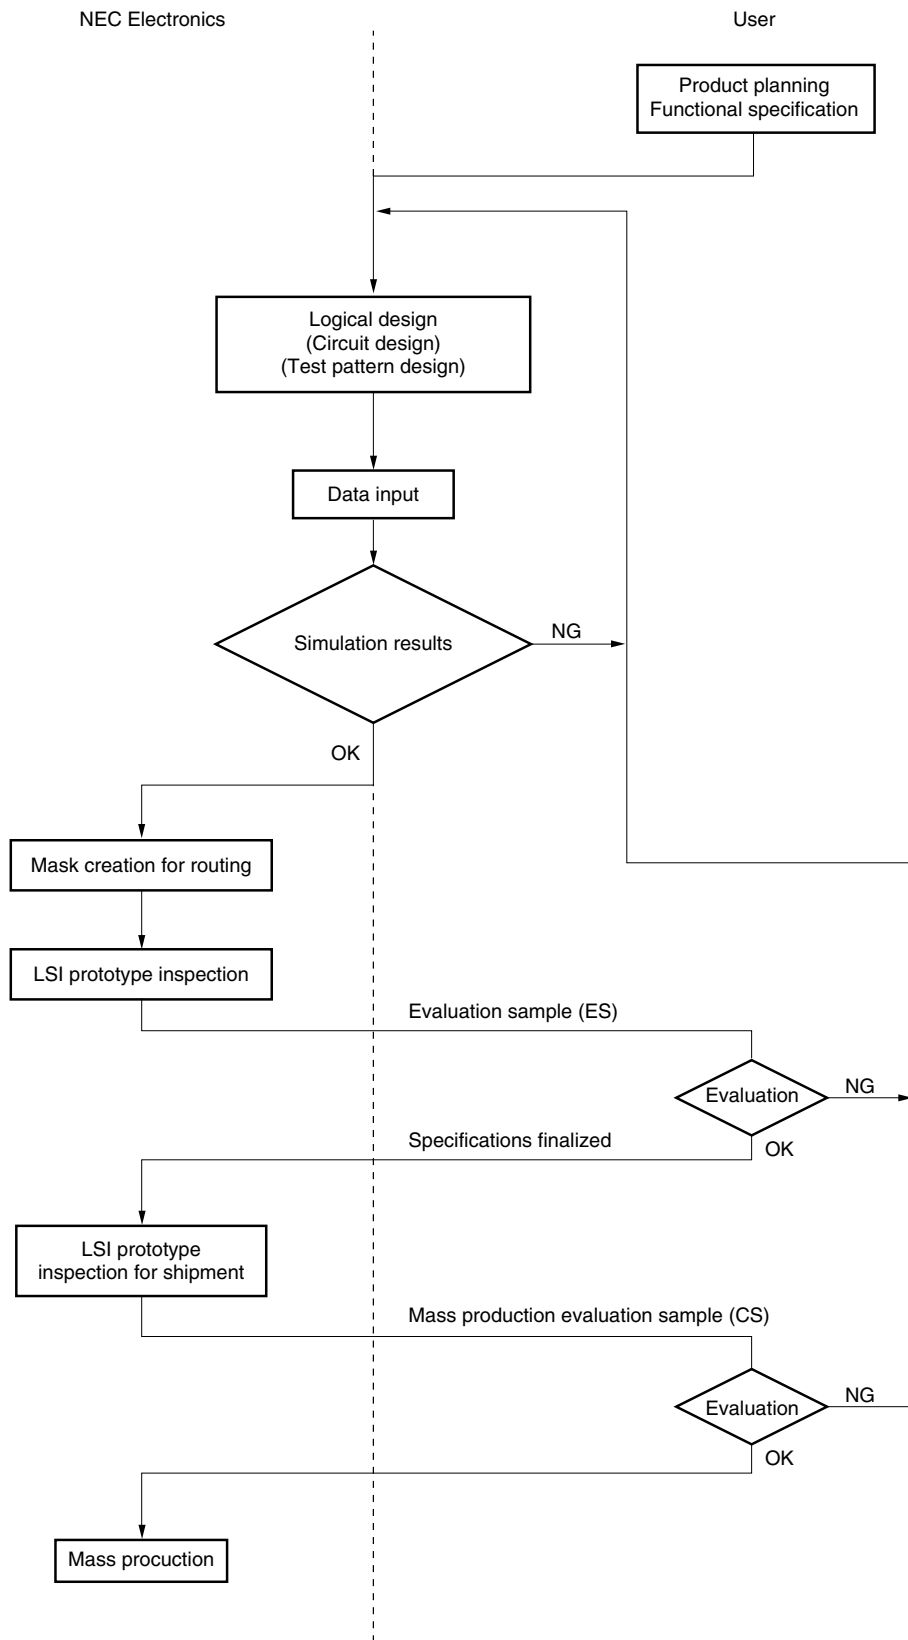 NEC Electronics
User
Product planning
Functional specification
Logical design
(Circuit design)
(Test pattern design)
Data input
Simulation results
NG
OK
Mask creation for routing
LSI prototype inspection
Evaluation sample (ES)
Evaluation
NG
Specifications finalized
OK
LSI prototype
inspection for shipment
Mass production evaluation sample (CS)
Evaluation
NG
OK
Mass procuction